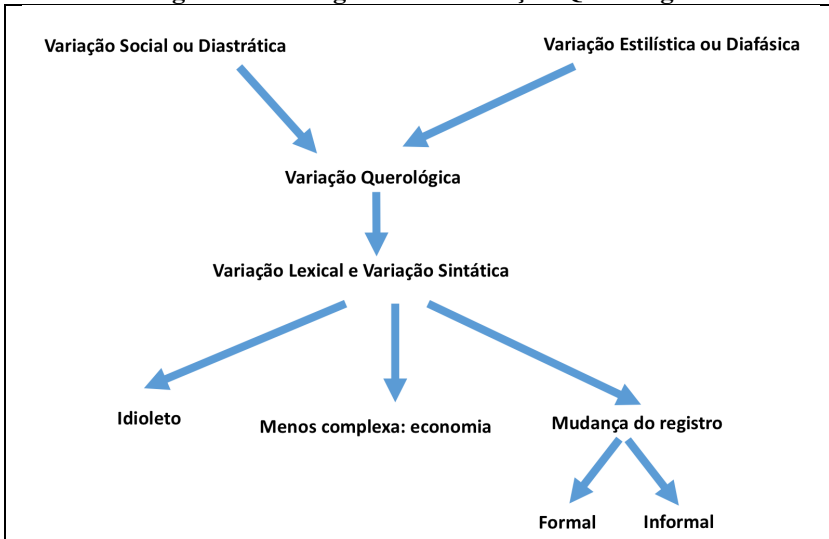 Variação Social ou Diastrática
Variação Estilística ou Diafásica
Variação Querológica
Variação Lexical e Variação Sintática
Idioleto
Menos complexa: economia
Mudança do registro
Formal
Informal